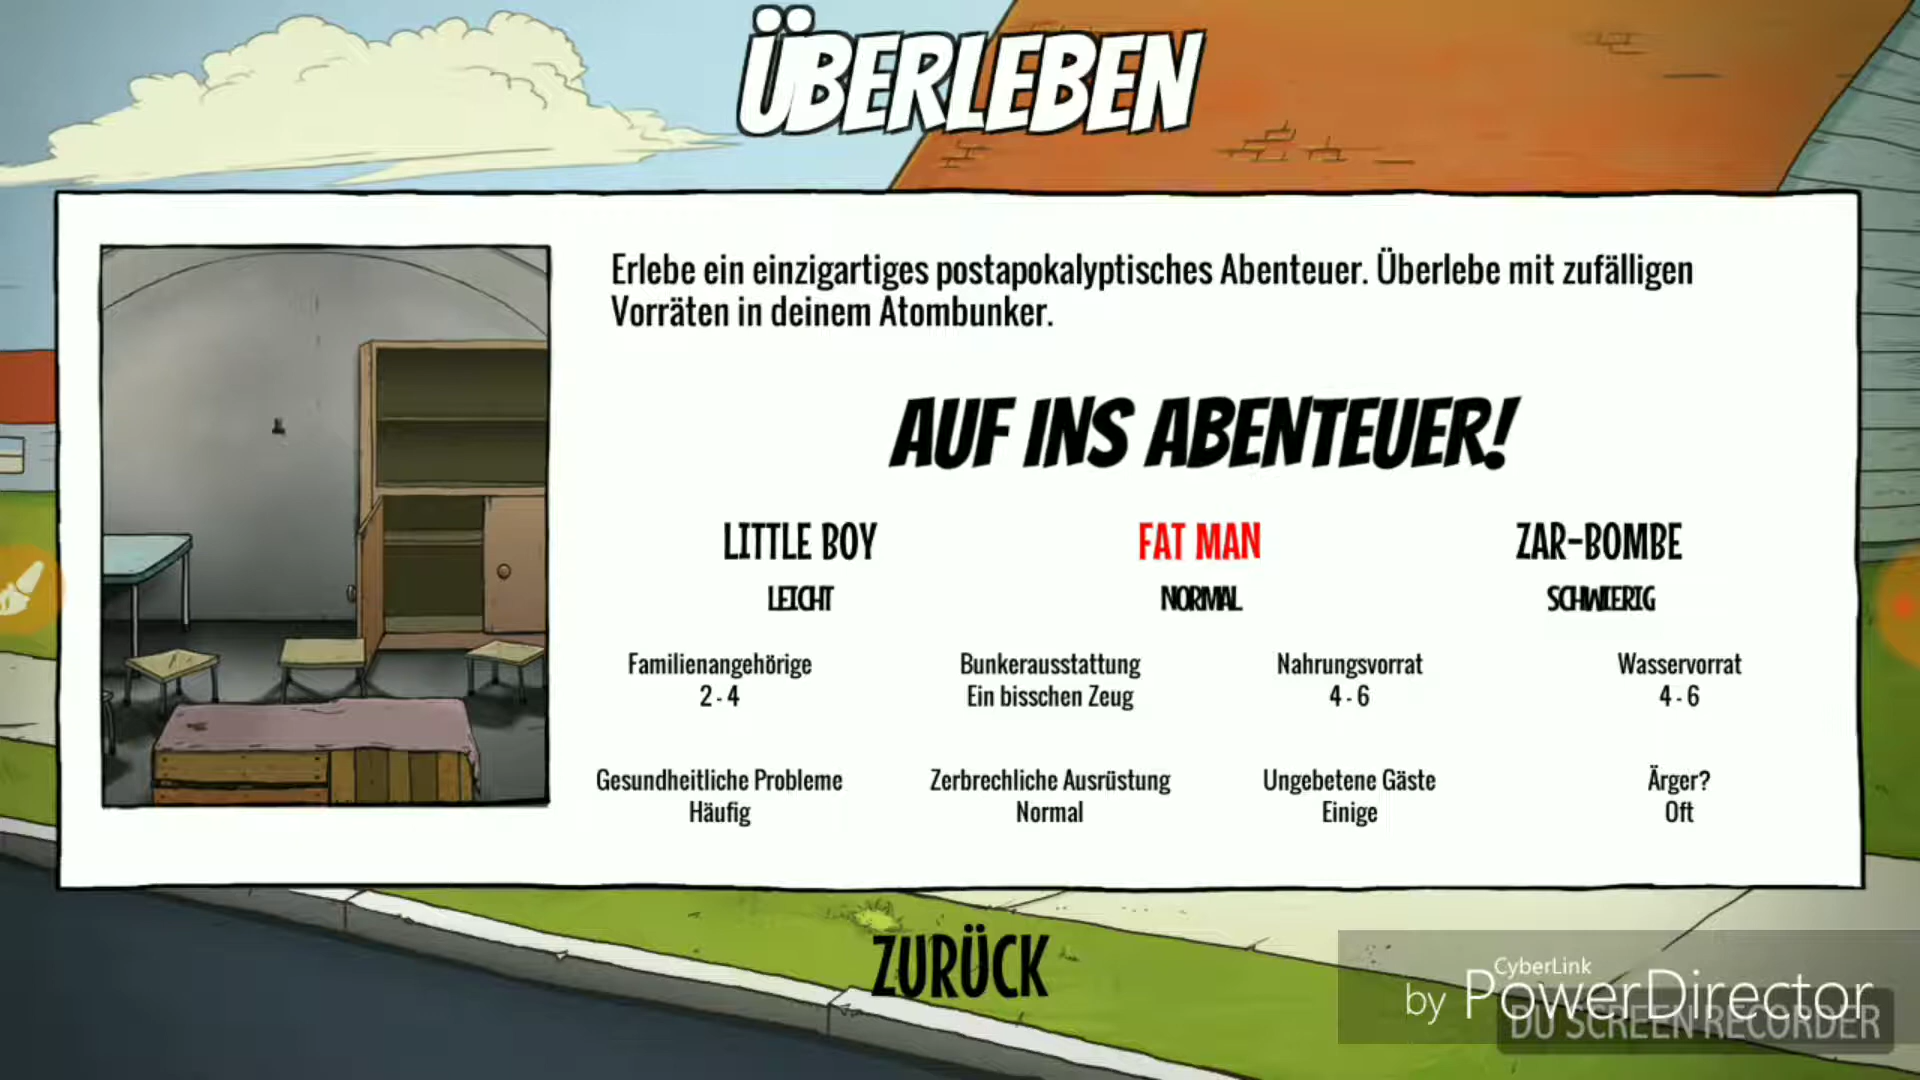 ÜBERLEBEN
Erlebe ein einzigartiges postapokalyptisches Abenteuer. Überlebe mit zufälligen
Vorräten in deinem Atombunker.
AUF INS ABENTEUER!
LITTLE BOY
FAT MAN
ZAR-BOMBE
LEICHT
NORMAL
SCHWIERIG
Familienangehörige
Bunkerausstattung
Nahrungsvorrat
Wasservorrat
2 - 4
Ein bisschen Zeug
4 - 6
4 - 6
Gesundheitliche Probleme
Zerbrechliche Ausrüstung
Ungebetene Gäste
Ärger?
Häufig
Normal
Einige
Oft
ZURÜCK
CyberLink
by PowerDirector
DU SCREEN RECORDER